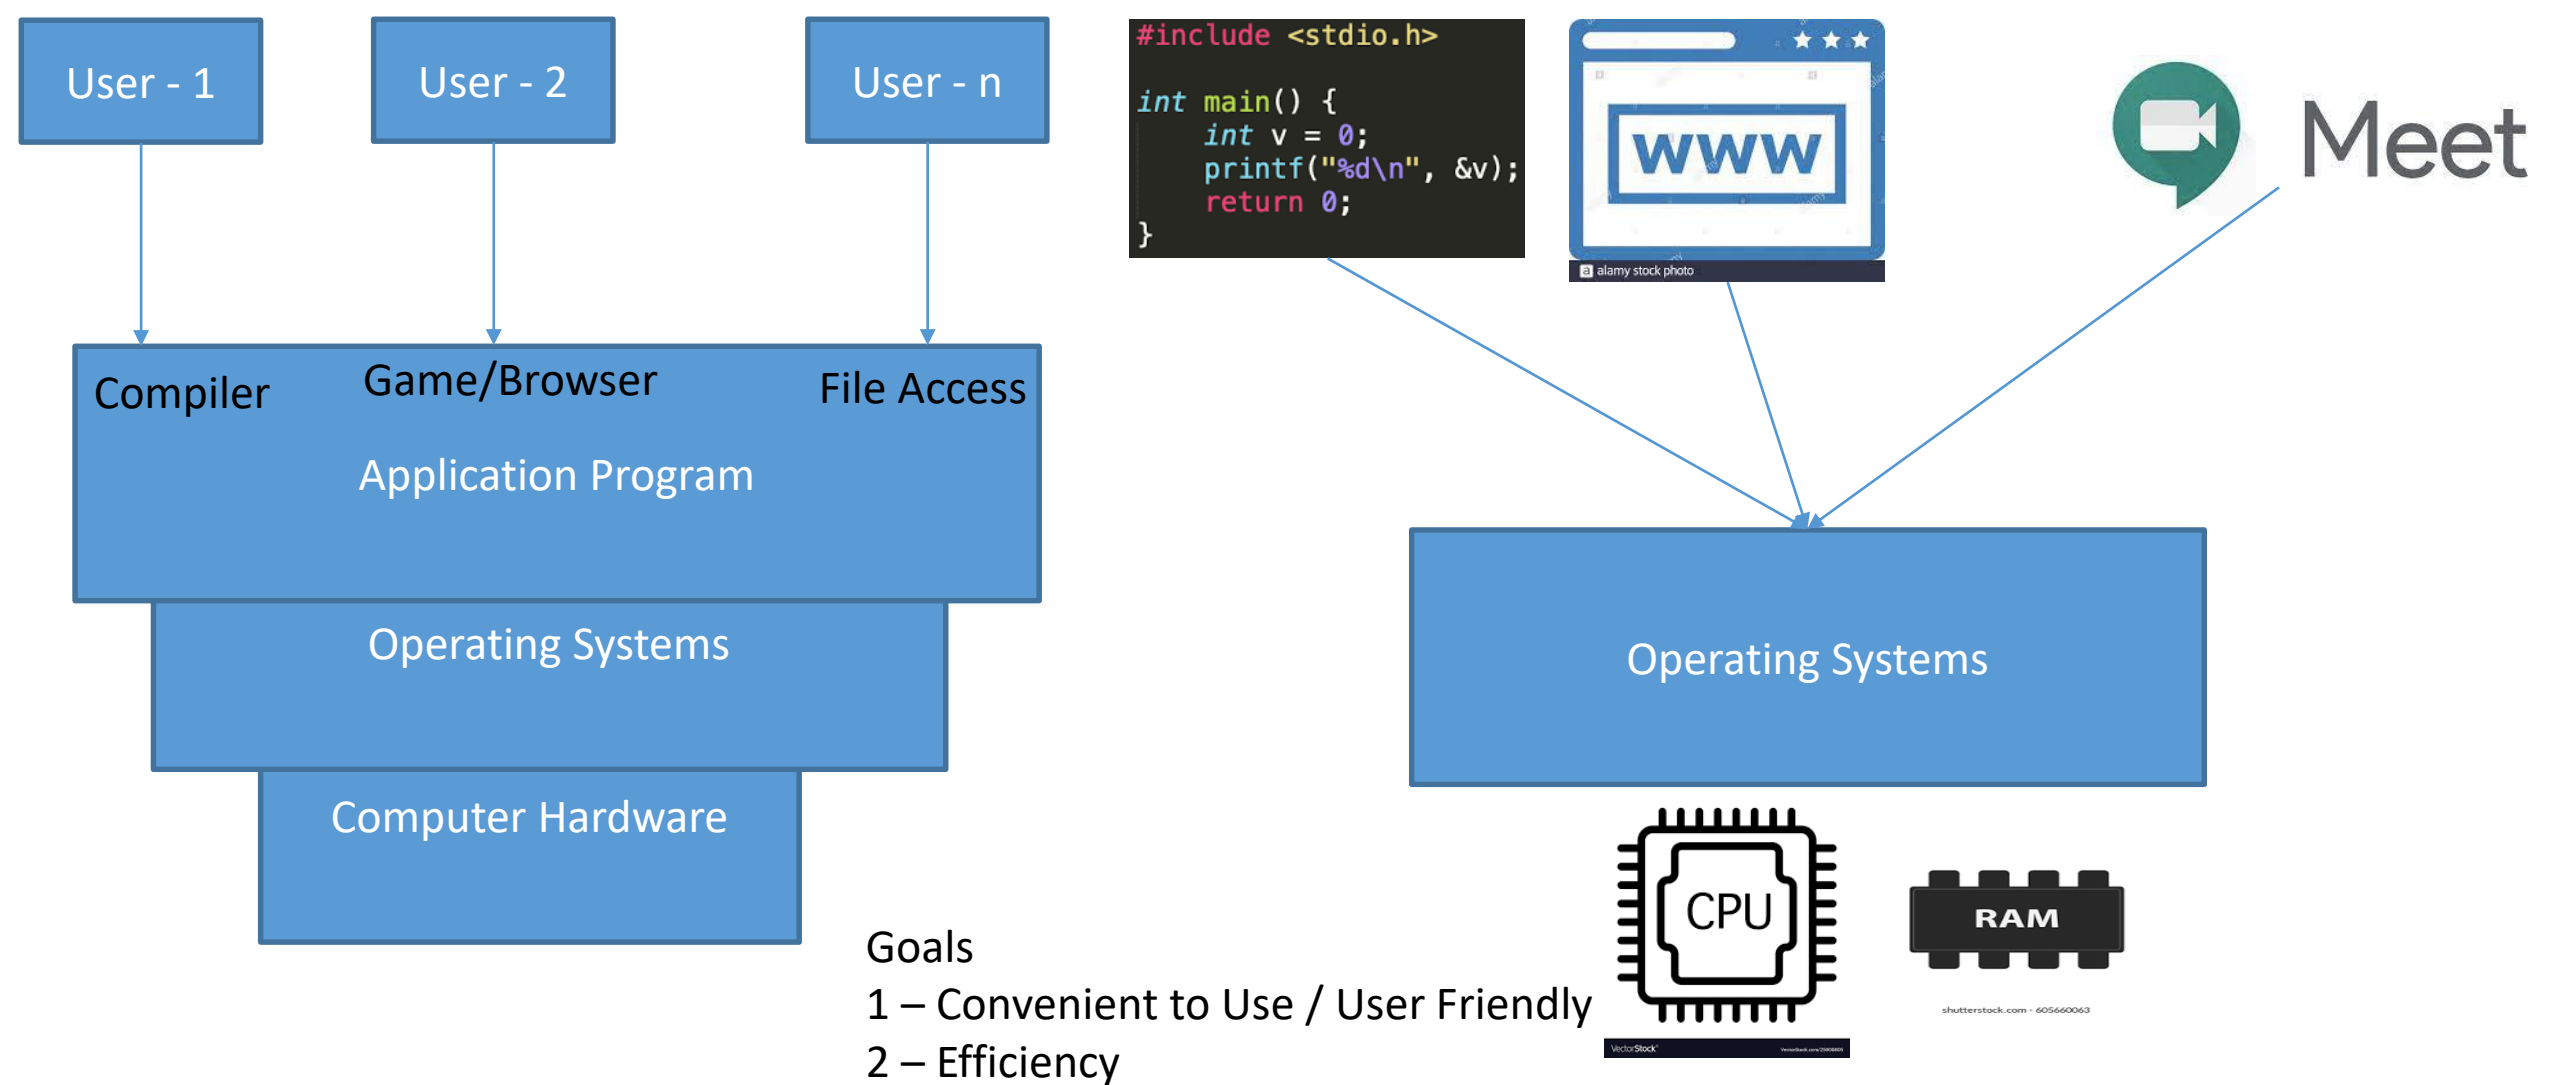 User - 1
User - 2
User - n
Compiler
Game/Browser
File Access
Application Program
Operating Systems
Computer Hardware
#include <stdio.h>
int main() {
int v = 0;
printf("%d\n", &v);
return 0;
}
www
a alamy stock photo
Meet
Operating Systems
CPU
RAM
shutterstock.com · 605660063
VectorStock
Goals
1 – Convenient to Use / User Friendly
2 – Efficiency